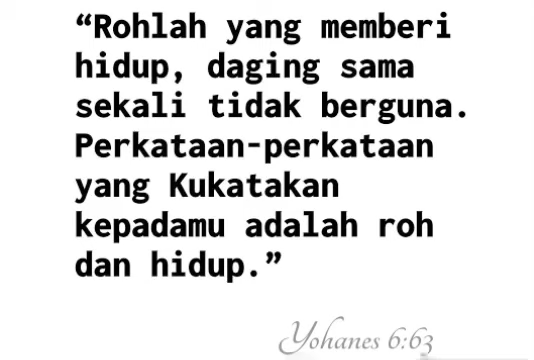 “Rohlah yang memberi
hidup, daging sama
sekali tidak berguna.
Perkataan-perkataan
yang Kukatakan
kepadamu adalah roh
dan hidup.”
Yohanes 6:63